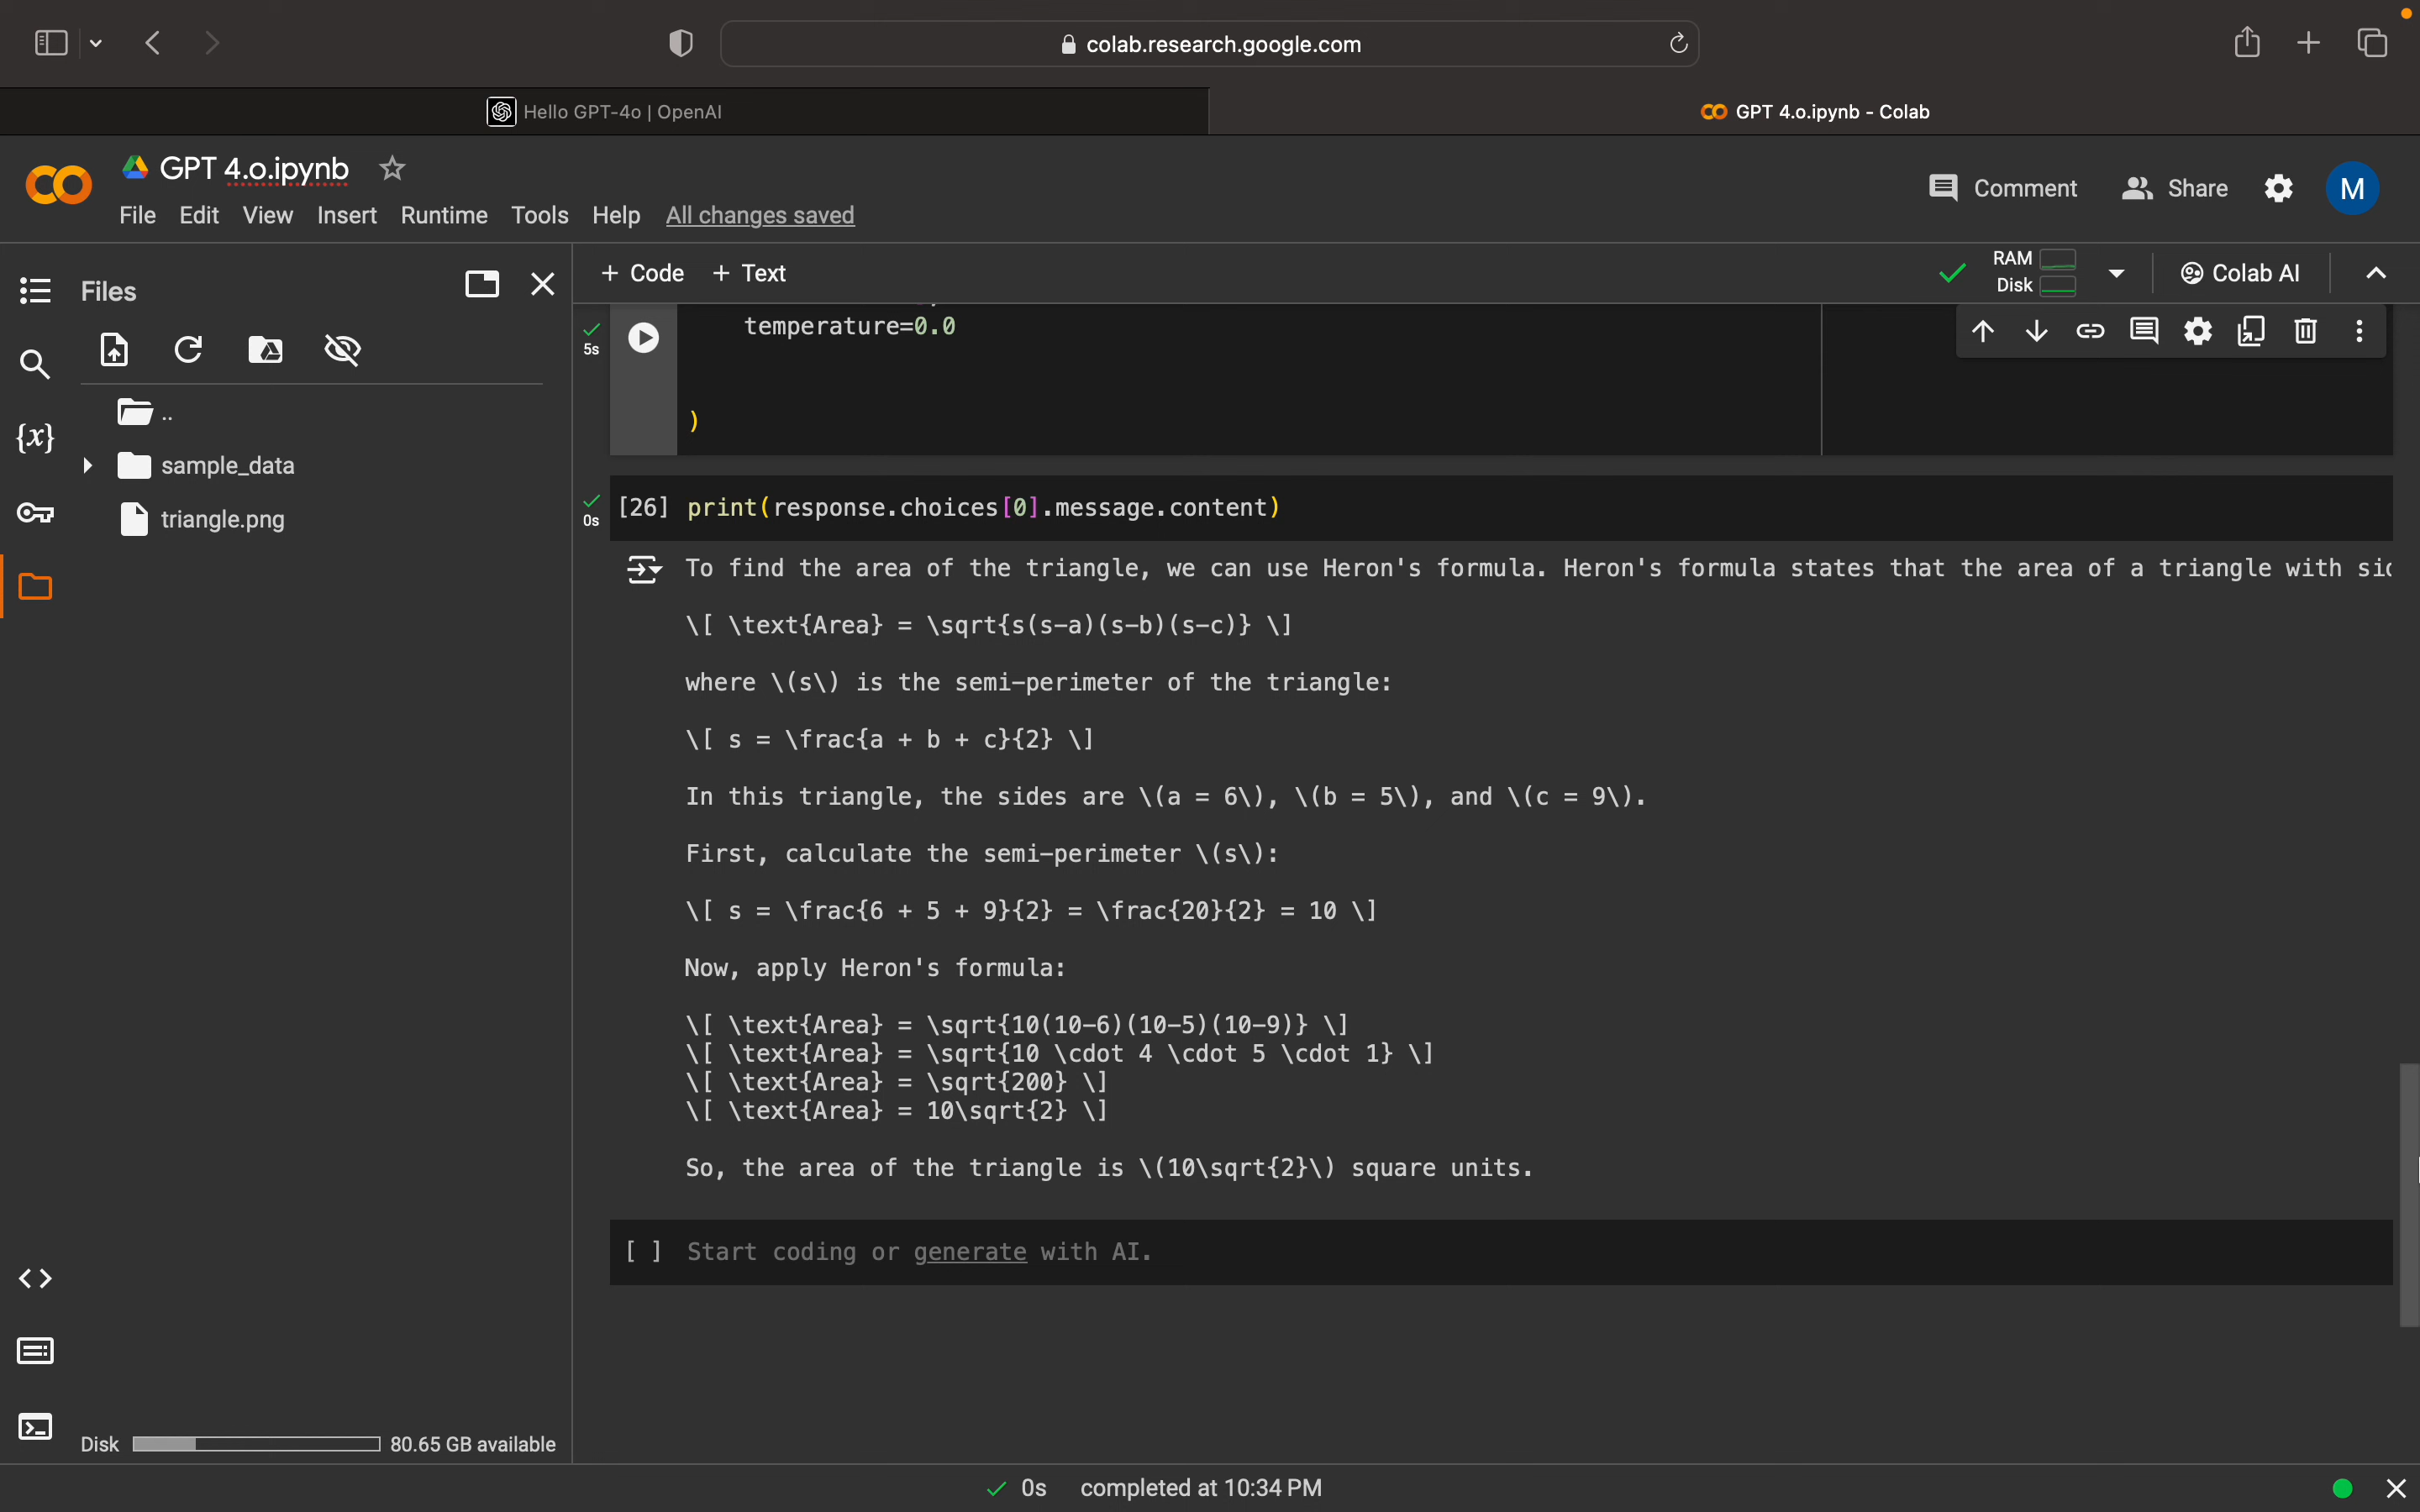 colab.research.google.com
Hello GPT-4o | OpenAI
GPT 4.o.ipynb - Colab
GPT 4.o.ipynb
File Edit View Insert Runtime Tools Help All changes saved
Comment Share M
Files
+ Code + Text
RAM
Disk
Colab AI
..
sample_data
triangle.png
{x}
5s
temperature=0.0
)
0s
[26] print(response.choices[0].message.content)
To find the area of the triangle, we can use Heron's formula. Heron's formula states that the area of a triangle with
\[ \text{Area} = \sqrt{s(s-a)(s-b)(s-c)} \]
where \(s\) is the semi-perimeter of the triangle:
\[ s = \frac{a + b + c}{2} \]
In this triangle, the sides are \(a = 6\), \(b = 5\), and \(c = 9\).
First, calculate the semi-perimeter \(s\):
\[ s = \frac{6 + 5 + 9}{2} = \frac{20}{2} = 10 \]
Now, apply Heron's formula:
\[ \text{Area} = \sqrt{10(10-6)(10-5)(10-9)} \]
\[ \text{Area} = \sqrt{10 \cdot 4 \cdot 5 \cdot 1} \]
\[ \text{Area} = \sqrt{200} \]
\[ \text{Area} = 10\sqrt{2} \]
So, the area of the triangle is \(10\sqrt{2}\) square units.
[ ] Start coding or generate with AI.
Disk 80.65 GB available
0s completed at 10:34 PM